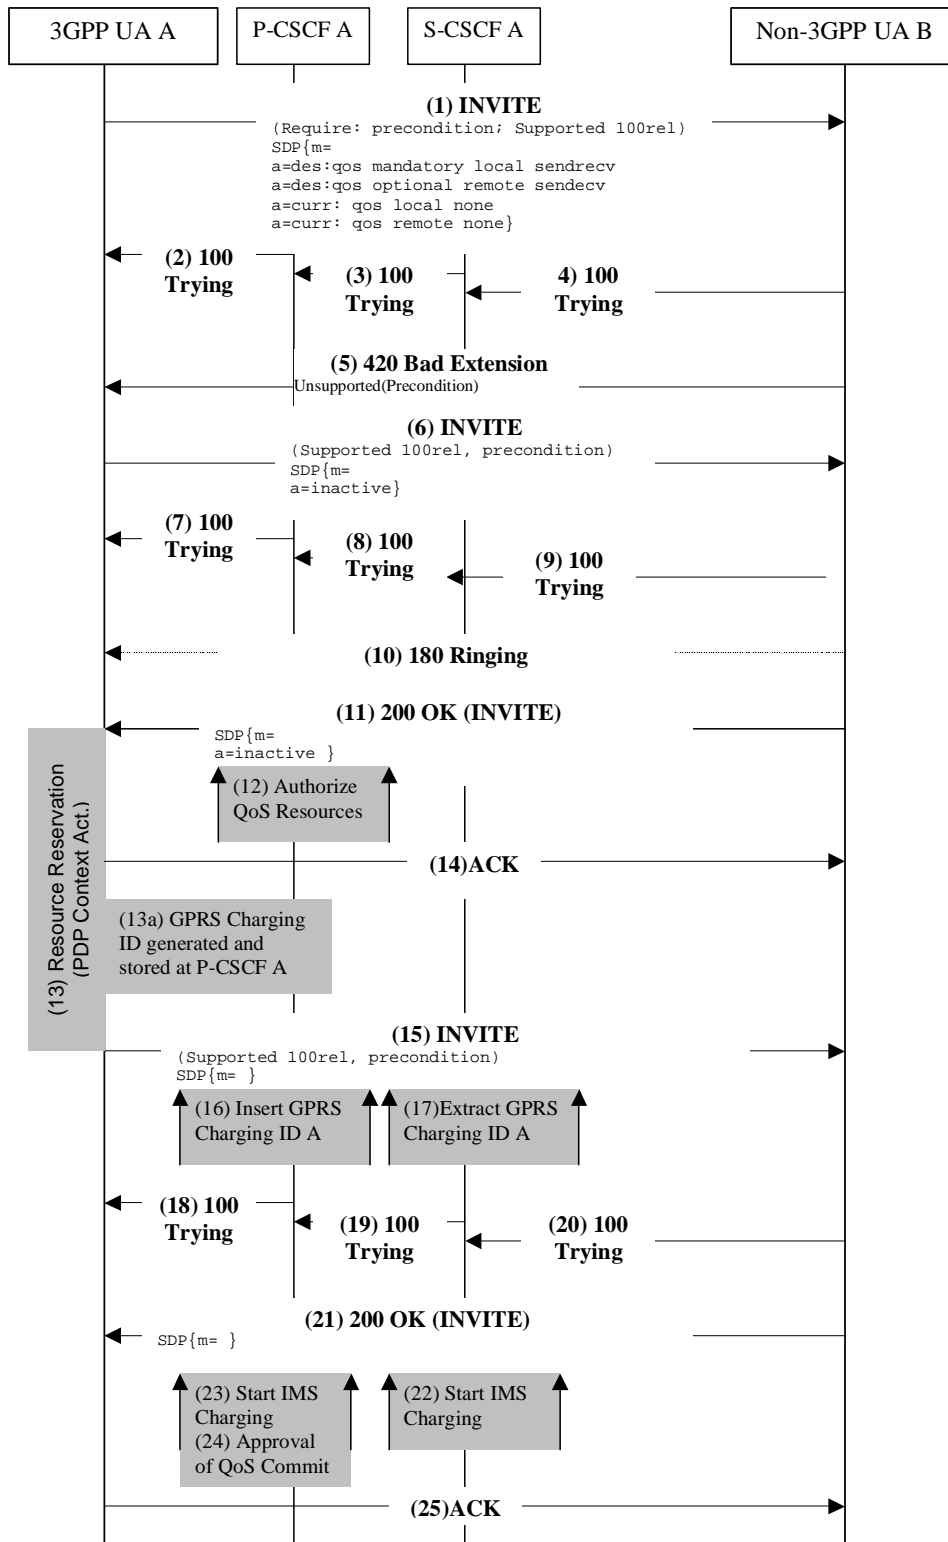 3GPP UA A
P-CSCF A
S-CSCF A
Non-3GPP UA B
(1) INVITE
(Require: precondition; Supported 100rel)
SDP{m=
a=des:qos mandatory local sendrecv
a=des:qos optional remote sendecv
a=curr: qos local none
a=curr: qos remote none}
(2) 100
Trying
(3) 100
Trying
4) 100
Trying
(5) 420 Bad Extension
Unsupported(Precondition)
(6) INVITE
(Supported 100rel, precondition)
SDP{m=
a=inactive}
(7) 100
Trying
(8) 100
Trying
(9) 100
Trying
(10) 180 Ringing
(11) 200 OK (INVITE)
SDP{m=
a=inactive }
(12) Authorize
QoS Resources
(13) Resource Reservation
(PDP Context Act.)
(14)ACK
(13a) GPRS Charging
ID generated and
stored at P-CSCF A
(15) INVITE
(Supported 100rel, precondition)
SDP{m= }
(16) Insert GPRS
Charging ID A
(17)Extract GPRS
Charging ID A
(18) 100
Trying
(19) 100
Trying
(20) 100
Trying
(21) 200 OK (INVITE)
SDP{m= }
(23) Start IMS
Charging
(24) Approval
of QoS Commit
(22) Start IMS
Charging
(25)ACK